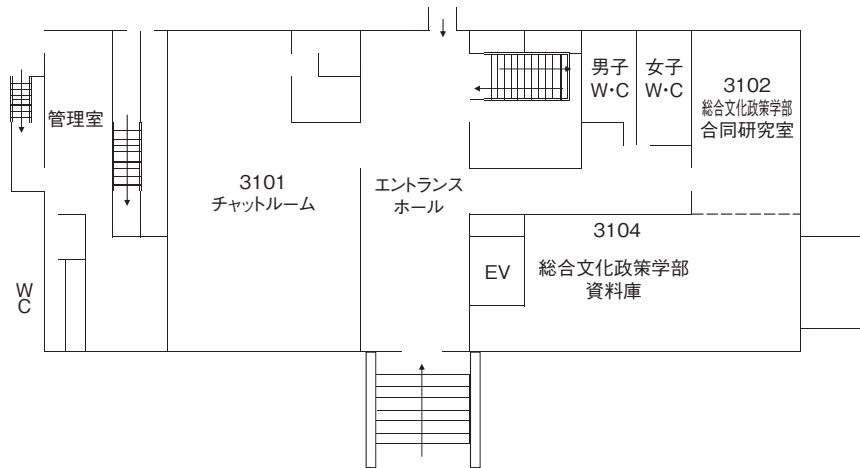 管理室
WC
3101
チャットルーム
エントランス
ホール
男子
W・C
女子
W・C
3102
総合文化政策学部
合同研究室
EV
3104
総合文化政策学部
資料庫